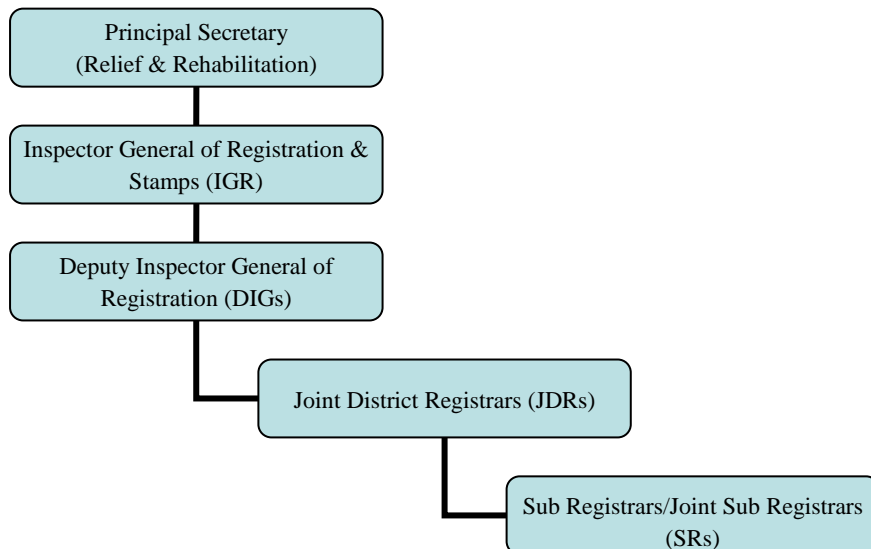 Principal Secretary
(Relief & Rehabilitation)
Inspector General of Registration &
Stamps (IGR)
Deputy Inspector General of
Registration (DIGs)
Joint District Registrars (JDRs)
Sub Registrars/Joint Sub Registrars
(SRs)